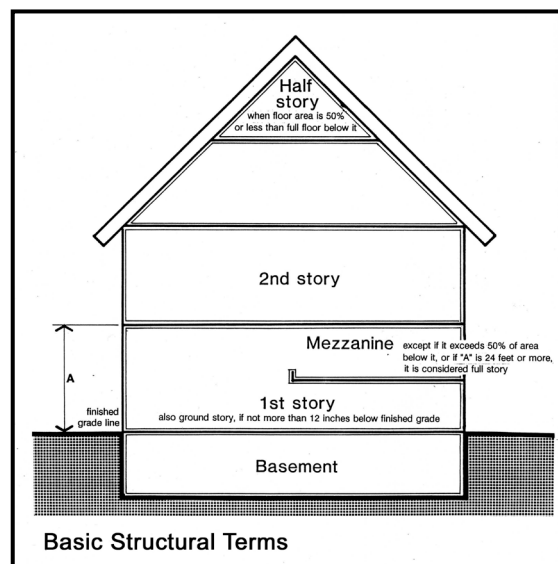 Half
story
when floor area is 50%
or less than full floor below it
2nd story
Mezzanine
except if it exceeds 50% of area
below it, or if "A" is 24 feet or more,
it is considered full story
A
1st story
also ground story, if not more than 12 inches below finished grade
finished
grade line
Basement
Basic Structural Terms